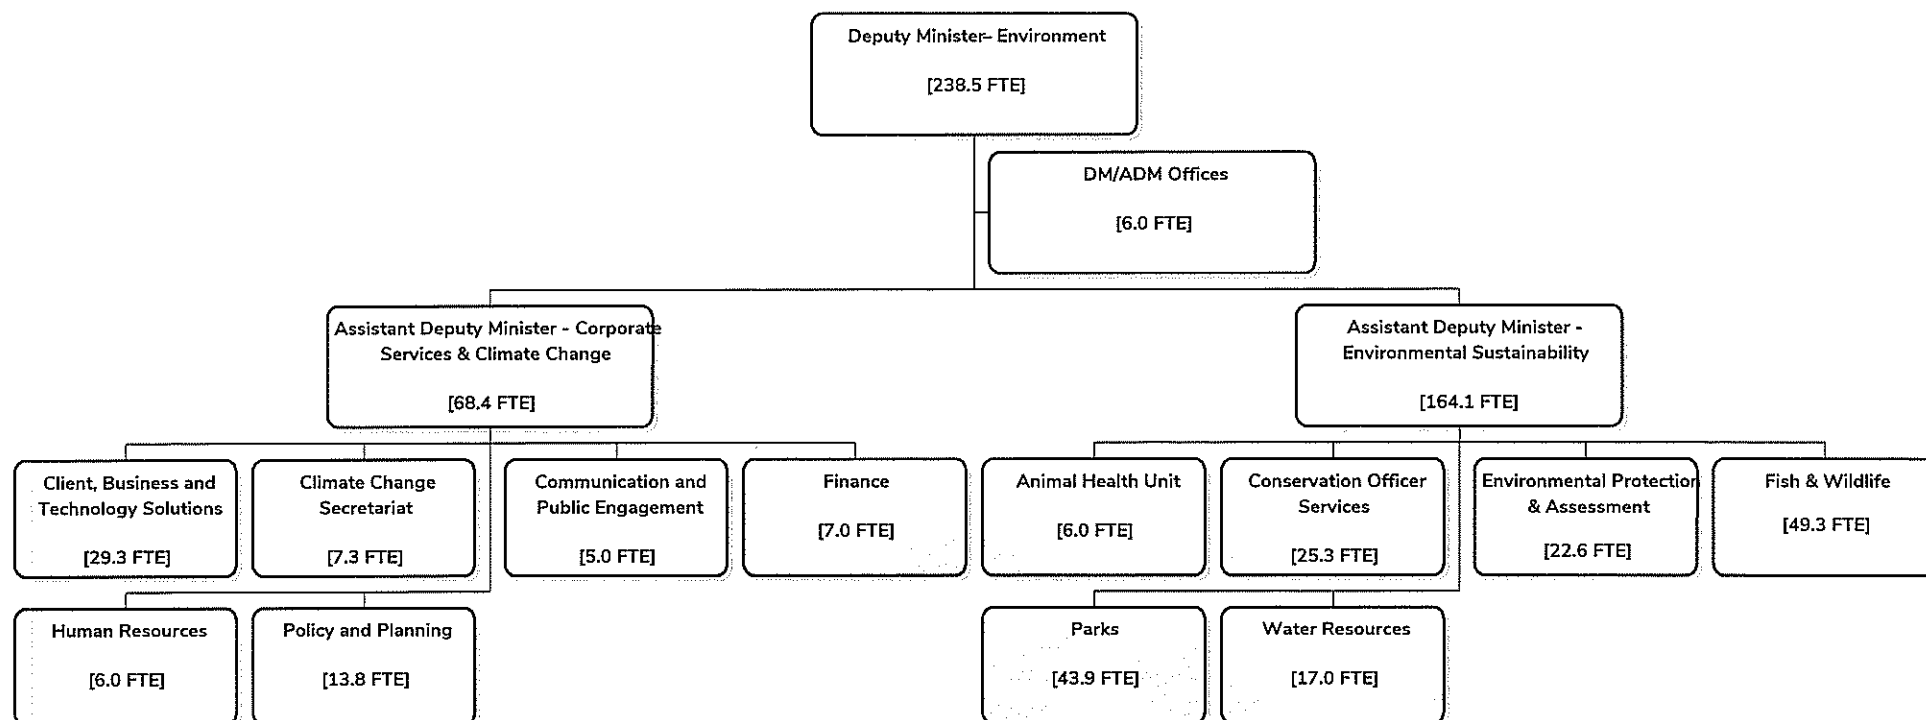 Deputy Minister– Environment
[238.5 FTE]
DM/ADM Offices
[6.0 FTE]
Assistant Deputy Minister - Corporate
Services & Climate Change
[68.4 FTE]
Assistant Deputy Minister -
Environmental Sustainability
[164.1 FTE]
Client, Business and
Technology Solutions
[29.3 FTE]
Climate Change
Secretariat
[7.3 FTE]
Communication and
Public Engagement
[5.0 FTE]
Finance
[7.0 FTE]
Animal Health Unit
[6.0 FTE]
Conservation Officer
Services
[25.3 FTE]
Environmental Protection
& Assessment
[22.6 FTE]
Fish & Wildlife
[49.3 FTE]
Human Resources
[6.0 FTE]
Policy and Planning
[13.8 FTE]
Parks
[43.9 FTE]
Water Resources
[17.0 FTE]